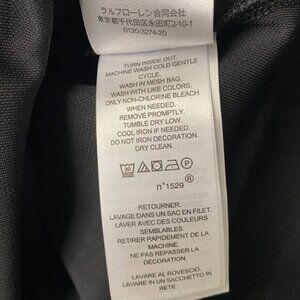 ラルフローレン合同会社
東京都千代田区永田町2-10-1
0120-3274-20
TURN INSIDE OUT.
MACHINE WASH COLD GENTLE
CYCLE.
WASH IN MESH BAG.
WASH WITH LIKE COLORS.
ONLY NON-CHLORINE BLEACH
WHEN NEEDED.
REMOVE PROMPTLY.
TUMBLE DRY LOW.
COOL IRON IF NEEDED.
DO NOT IRON DECORATION.
DRY CLEAN.
30
P
n°1529 ®
RETOURNER.
LAVAGE DANS UN SAC EN FILET.
LAVER AVEC DES COULEURS
SEMBLABLES.
RETIRER RAPIDEMENT DE LA
MACHINE.
NE PAS REPASSER LA
DÉCORATION.
LAVARE AL ROVESCIO.
LAVARE IN UN SACCHETTO IN
RETE.